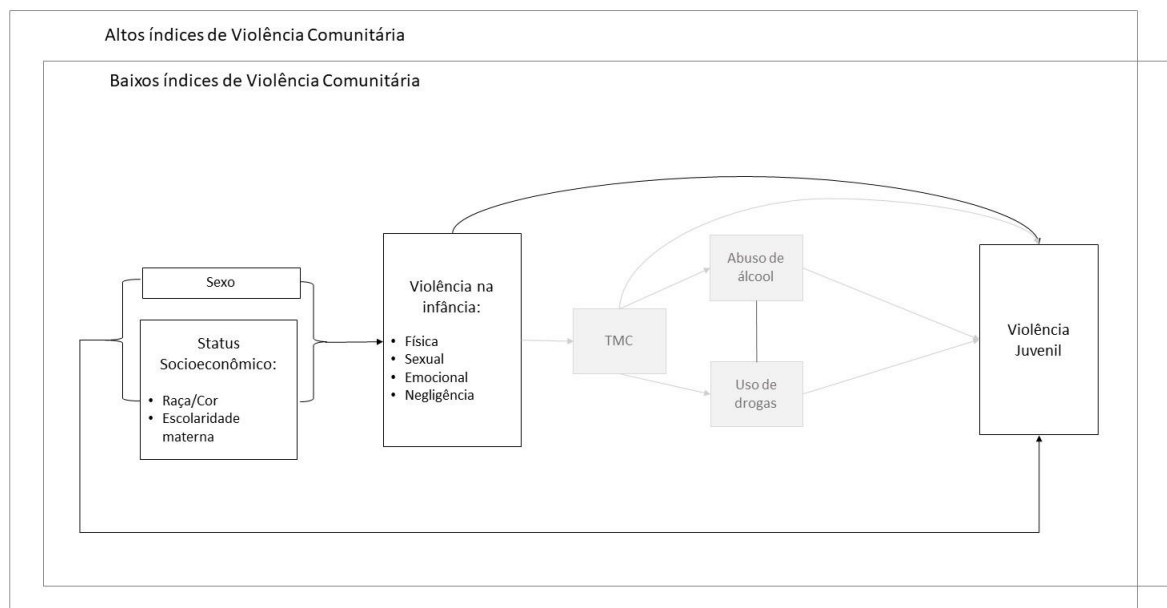 Altos índices de Violência Comunitária
Baixos índices de Violência Comunitária
Sexo
Status
Socioeconômico:
• Raça/Cor
• Escolaridade
materna
Violência na
infância:
• Física
• Sexual
• Emocional
• Negligência
TMC
Abuso de
álcool
Uso de
drogas
Violência
Juvenil